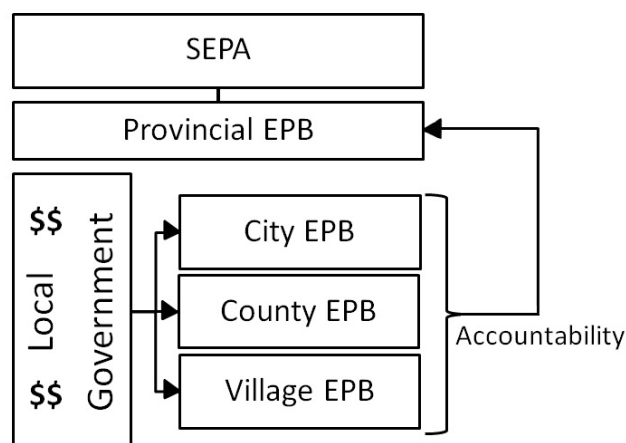 SEPA
Provincial EPB
$$ Local $$
Government
City EPB
County EPB
Village EPB
Accountability